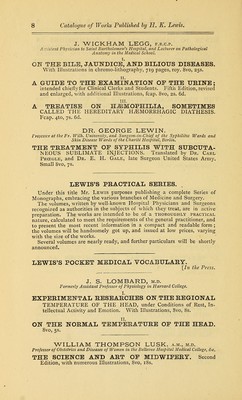 8 Catalogue of Works Published by H. K. Lewis.
J. WICKHAM LEGG, F.R.C.P.
Assistant Physician to Saint Bartholomew's Hospital, and Lecturer on Pathological
Anatomy in the Medical School.
I.
ON THE BILE, JAUNDICE, AND BILIOUS DISEASES.
With Illustrations in chromo-lithography, 719 pages, roy. 8vo, 25s.
II.
A GUIDE TO THE EXAMINATION OF THE URINE;
intended chiefly for Clinical Clerks and Students. Fifth Edition, revised
and enlarged, with additional Illustrations, fcap. 8vo, 2s. 6d.
III.
A TREATISE ON HÆMOPHILIA, SOMETIMES
CALLED THE HEREDITARY HÆMORRHAGIC DIATHESIS.
Fcap. 4to, 7s. 6d.
DR. GEORGE LEWIN.
Professor at the Fr. Wilh. University, and Surgeon-in-Chief of the Syphilitic Wards and
Skin Disease Wards of the Charité Hospital, Berlin.
THE TREATMENT OF SYPHILIS WITH SUBCUTA-
NEOUS SUBLIMATE INJECTIONS. Translated by Dr. Carl
Prœgle, and Dr. E. H. Gale, late Surgeon United States Army,
Small 8vo, 7s.
LEWIS'S PRACTICAL SERIES.
Under this title Mr. Lewis purposes publishing a complete Series of
Monographs, embracing the various branches of Medicine and Surgery.
The volumes, written by well-known Hospital Physicians and Surgeons
recognized as authorities in the subjects of which they treat, are in active
preparation. The works are intended to be of a THOROUGHLY PRACTICAL
nature, calculated to meet the requirements of the general practitioner, and
to present the most recent information in a compact and readable form;
the volumes will be handsomely got up, and issued at low prices, varying
with the size of the works.
Several volumes are nearly ready, and further particulars will be shortly
announced.
LEWIS'S POCKET MEDICAL VOCABULARY.
[In the Press.
J. S. LOMBARD, M.D.
Formerly Assistant Professor of Physiology in Harvard College.
I.
EXPERIMENTAL RESEARCHES ON THE REGIONAL
TEMPERATURE OF THE HEAD, under Conditions of Rest, In-
tellectual Activity and Emotion. With Illustrations, 8vo, 8s.
II.
ON THE NORMAL TEMPERATURE OF THE HEAD.
8vo, 5s.
WILLIAM THOMPSON LUSK, A.M., M.D.
Professor of Obstetrics and Diseases of Women in the Bellevue Hospital Medical College, &c.
THE SCIENCE AND ART OF MIDWIFERY. Second
Edition, with numerous Illustrations, 8vo, 18s.